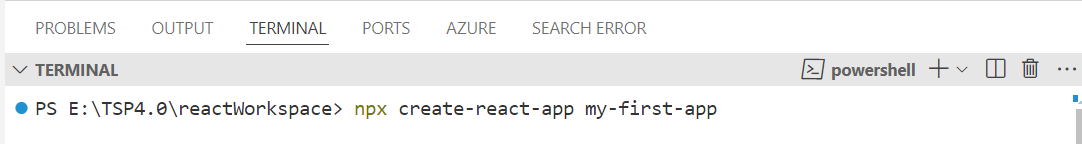 PROBLEMS OUTPUT TERMINAL PORTS AZURE SEARCH ERROR
TERMINAL powershell
PS E:\TSP4.0\reactWorkspace> npx create-react-app my-first-app